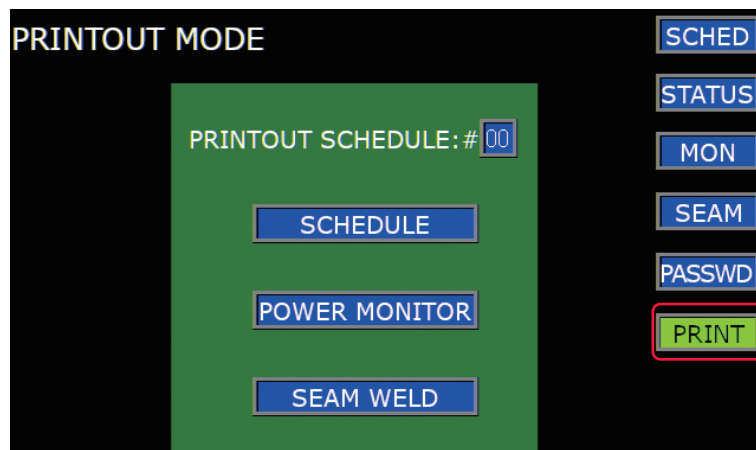 PRINTOUT MODE
PRINTOUT SCHEDULE:#00
SCHEDULE
POWER MONITOR
SEAM WELD
SCHED
STATUS
MON
SEAM
PASSWD
PRINT